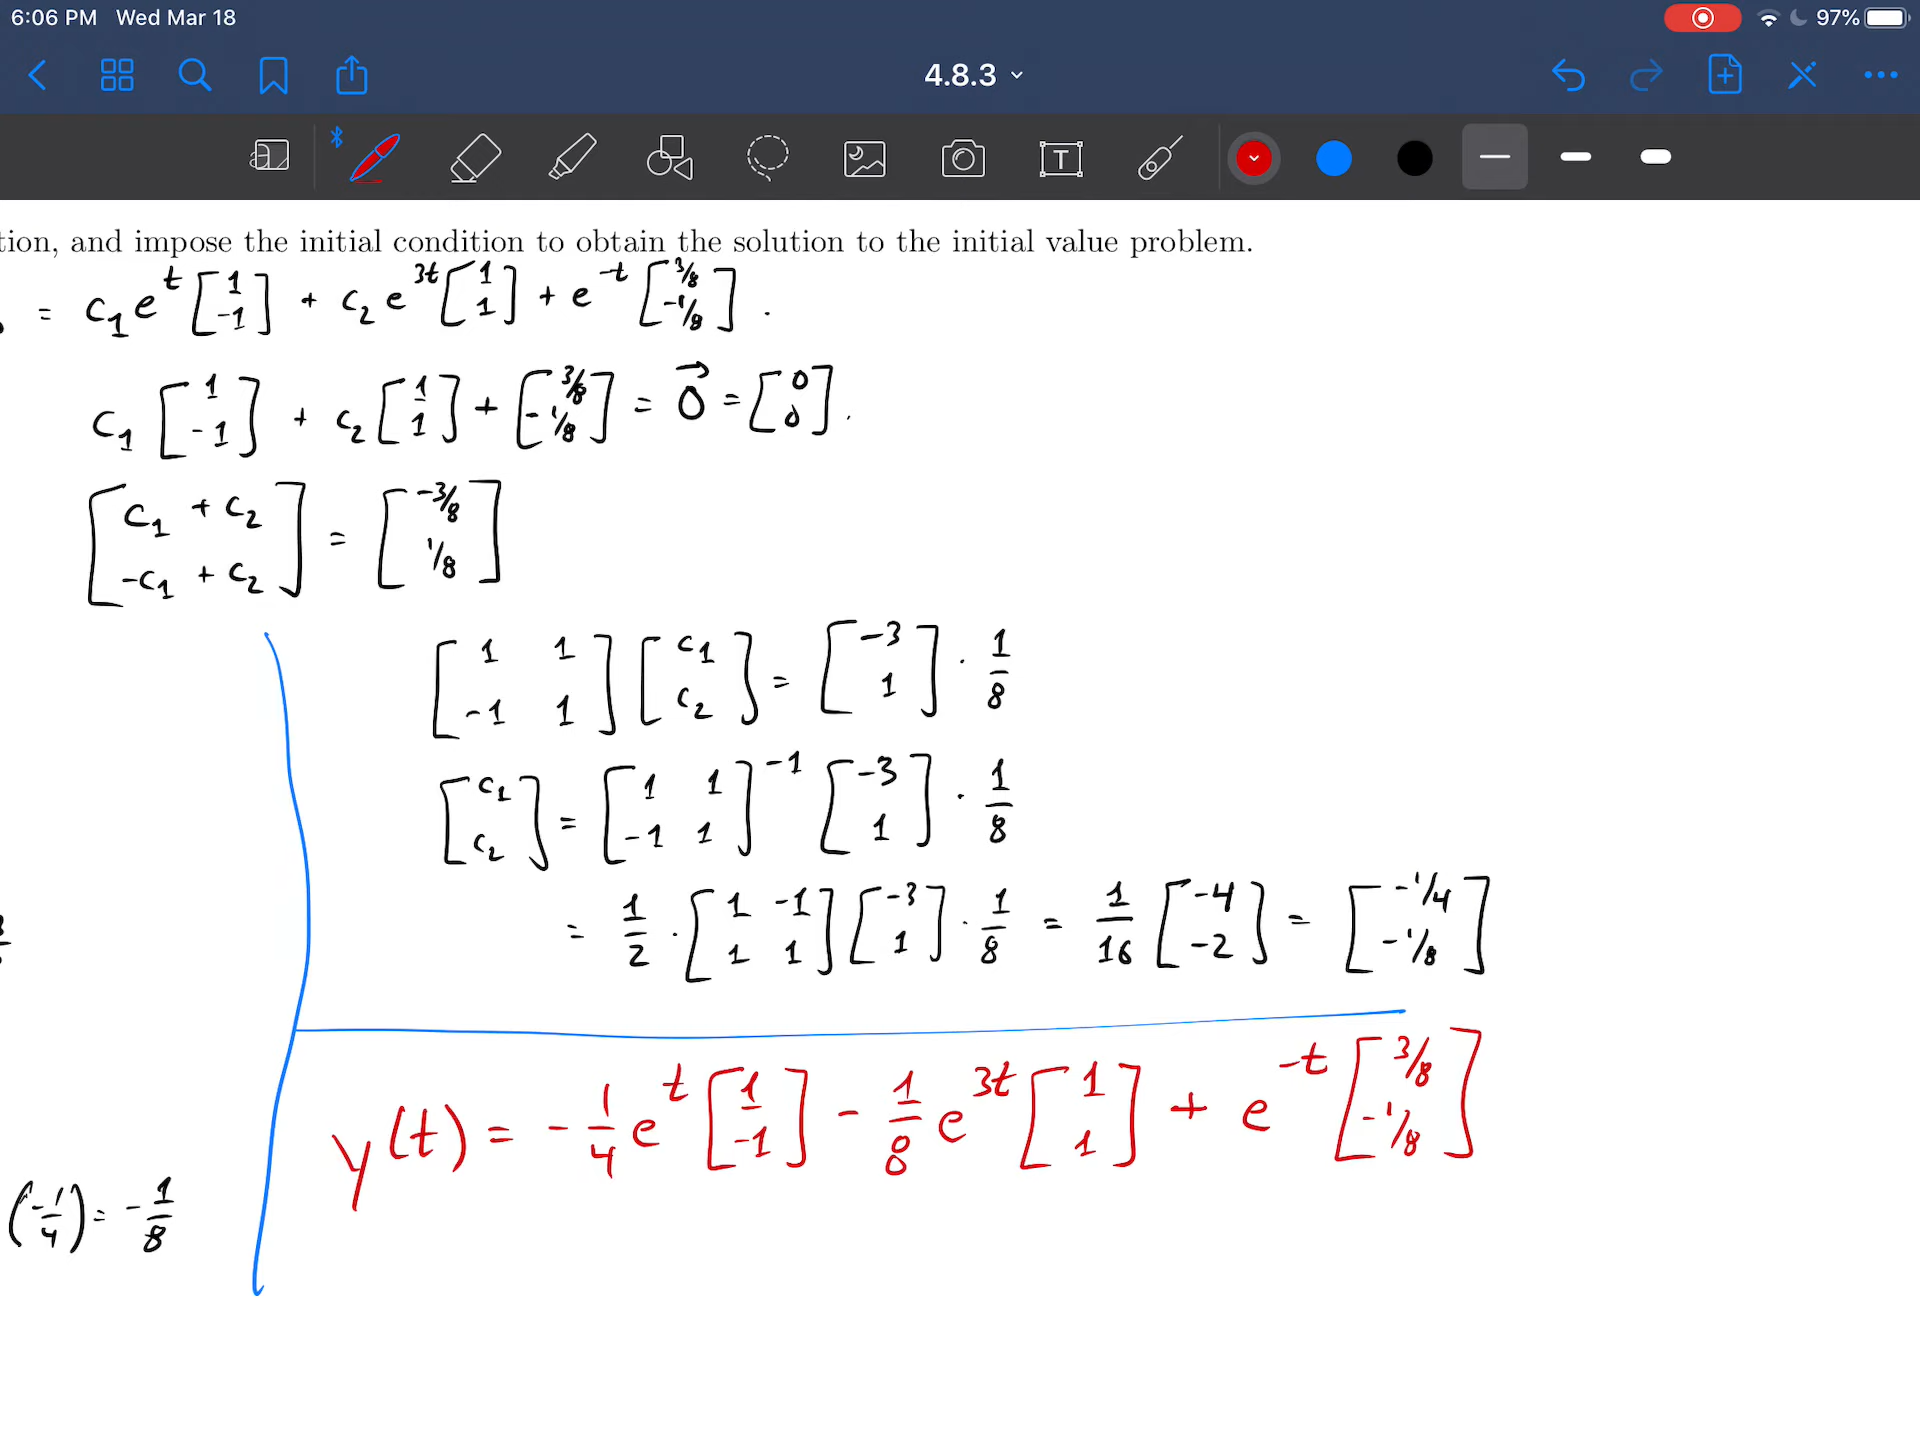 6:06 PM Wed Mar 18 97%
4.8.3
T
tion, and impose the initial condition to obtain the solution to the initial value problem.
= c₁e^t [1; -1] + c₂e^{3t} [1; 1] + e^{-t} [3/8; -1/8].
c₁ [1; -1] + c₂ [1; 1] + [3/8; -1/8] = \vec{0} = [0; 0].
[c₁ + c₂; -c₁ + c₂] = [-3/8; 1/8]
[1 1; -1 1] [c₁; c₂] = [-3; 1] · 1/8
[c₁; c₂] = [1 1; -1 1]^{-1} [-3; 1] · 1/8
= 1/2 · [1 -1; 1 1] [-3; 1] · 1/8 = 1/16 [-4; -2] = [-1/4; -1/8]
y(t) = -1/4 e^t [1; -1] - 1/8 e^{3t} [1; 1] + e^{-t} [3/8; -1/8]
(-1/4) = -1/8